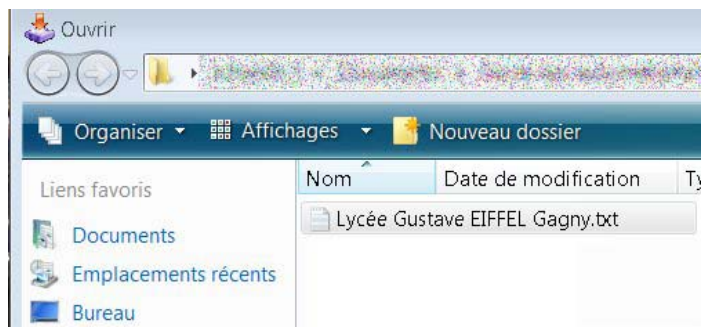 Ouvrir
Organiser Affichages Nouveau dossier
Liens favoris
Nom Date de modification
Lycée Gustave EIFFEL Gagny.txt
Documents
Emplacements récents
Bureau